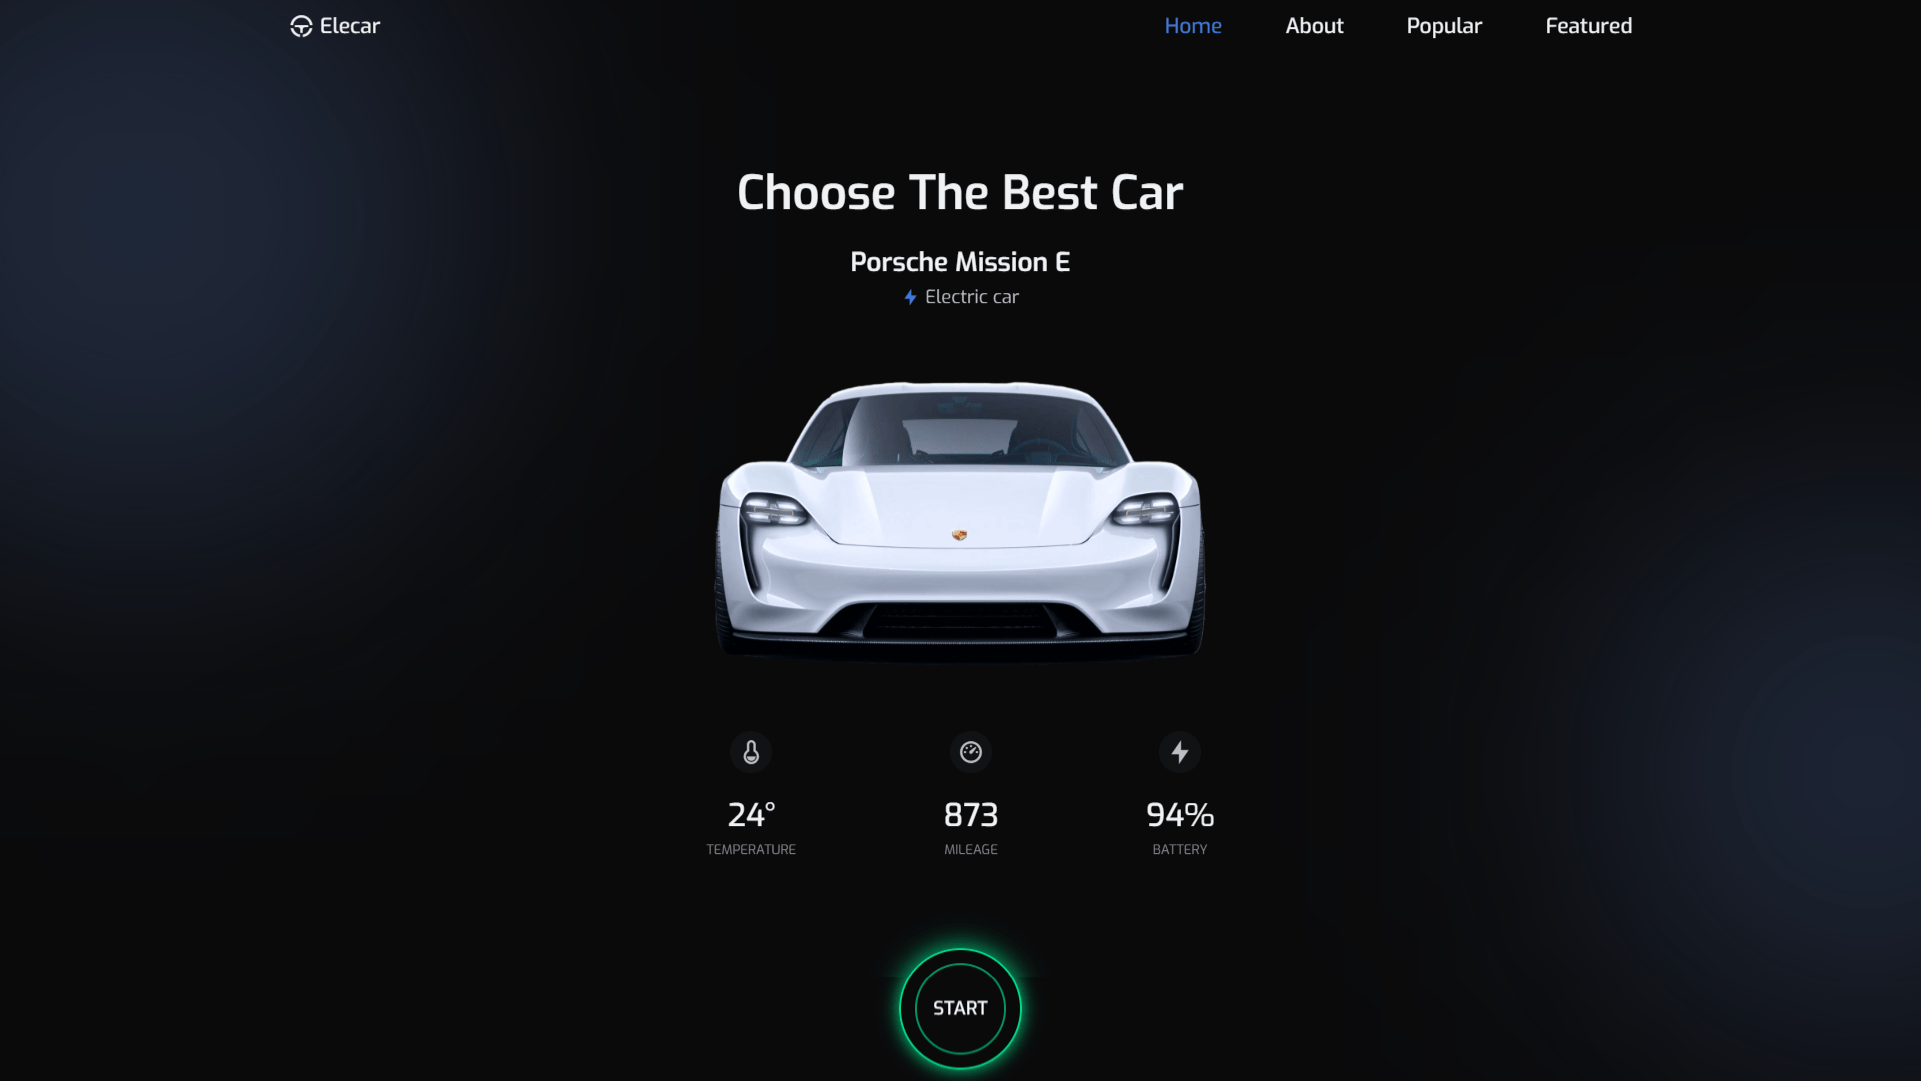 Elecar
Home
About
Popular
Featured
Choose The Best Car
Porsche Mission E
Electric car
24°
873
94%
TEMPERATURE
MILEAGE
BATTERY
START